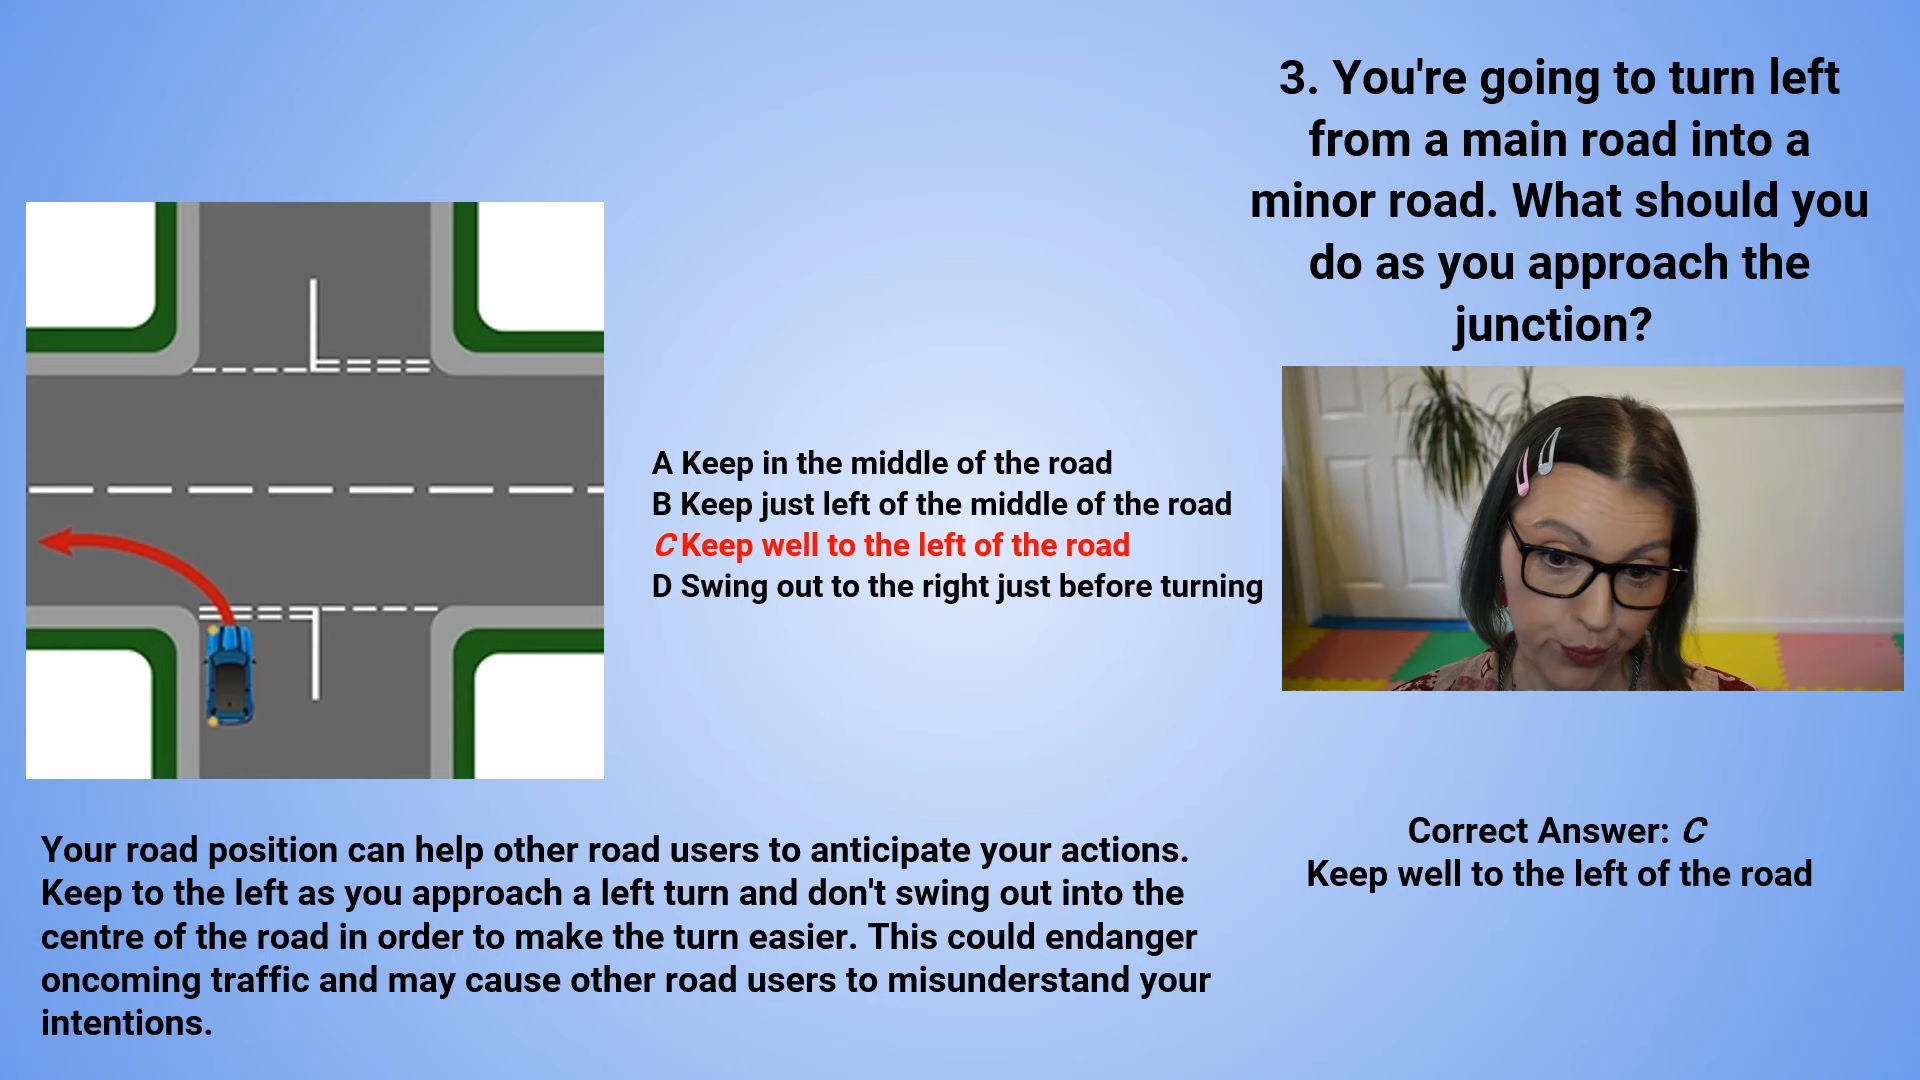 3. You're going to turn left
from a main road into a
minor road. What should you
do as you approach the
junction?
A Keep in the middle of the road
B Keep just left of the middle of the road
C Keep well to the left of the road
D Swing out to the right just before turning
Your road position can help other road users to anticipate your actions.
Keep to the left as you approach a left turn and don't swing out into the
centre of the road in order to make the turn easier. This could endanger
oncoming traffic and may cause other road users to misunderstand your
intentions.
Correct Answer: C
Keep well to the left of the road